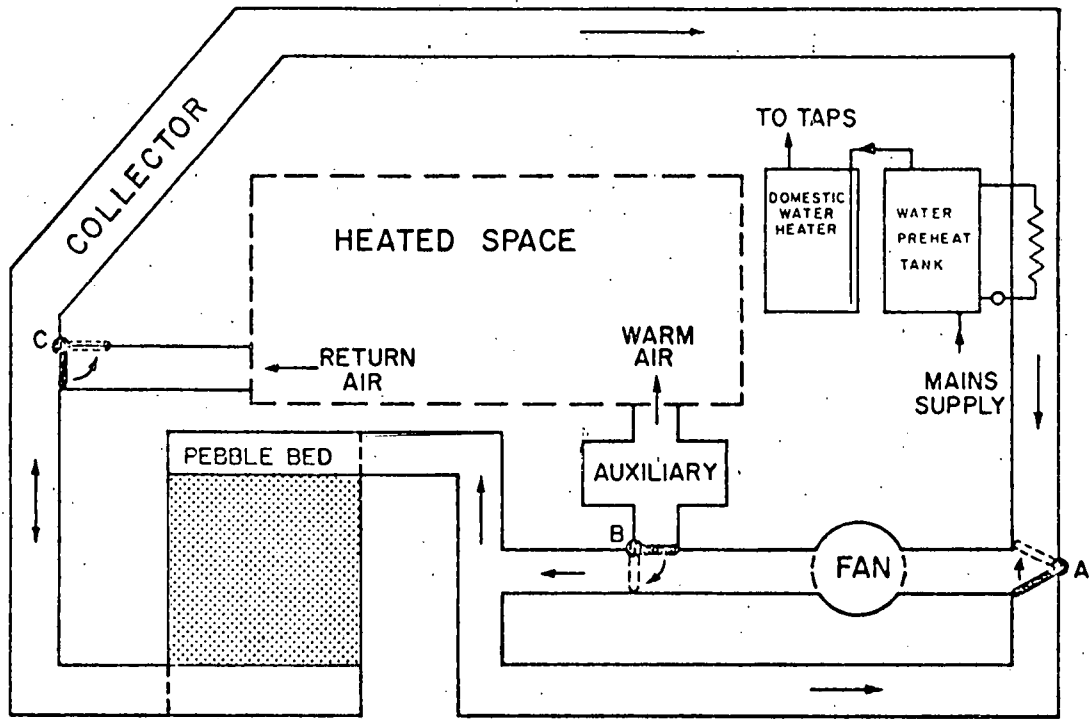 COLLECTOR
TO TAPS
DOMESTIC
WATER
HEATER
WATER
PREHEAT
TANK
HEATED SPACE
C
RETURN
AIR
WARM
AIR
MAINS
SUPPLY
PEBBLE BED
AUXILIARY
B
FAN
A